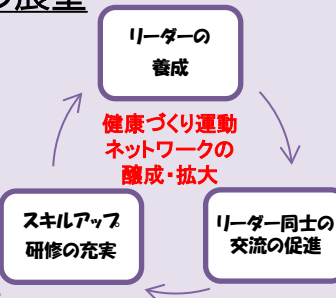 展望
リーダーの
養成
健康づくり運動
ネットワークの
醸成・拡大
スキルアップ
研修の充実
リーダー同士の
交流の促進